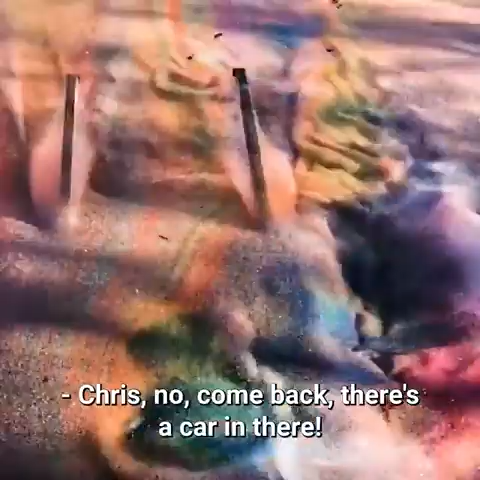 - Chris, no, come back, there's
a car in there!